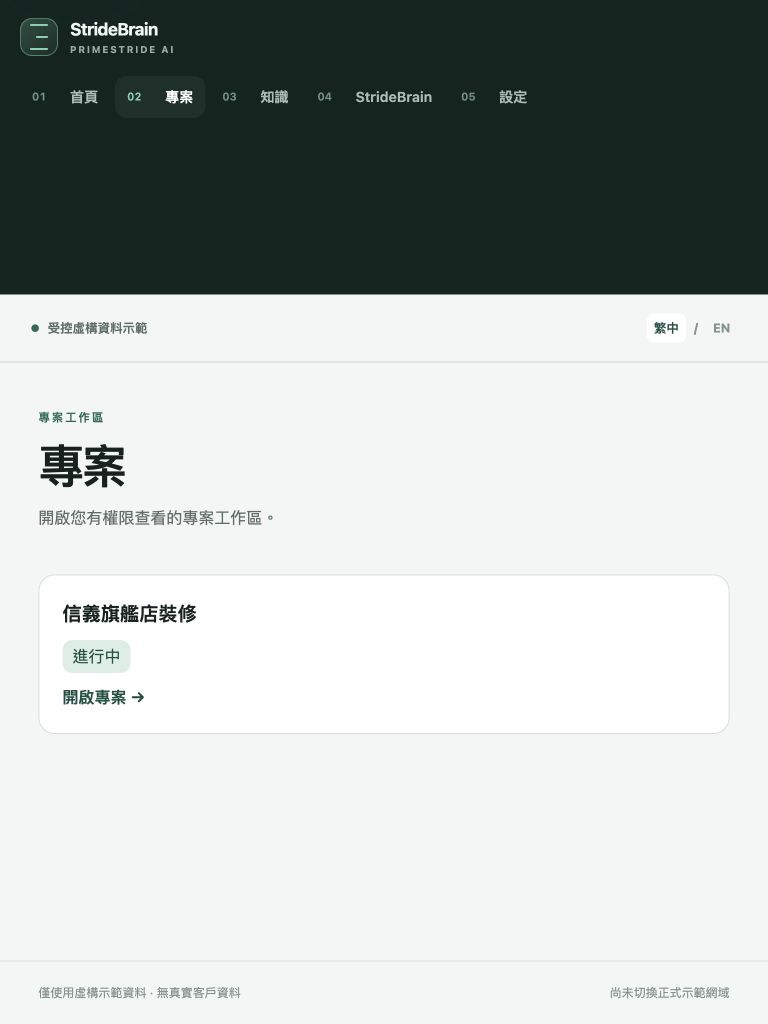 StrideBrain
PRIMESTRIDE AI
01 首頁 02 專案 03 知識 04 StrideBrain 05 設定
受控虛構資料示範
繁中 / EN
專案工作區
專案
開啟您有權限查看的專案工作區。
信義旗艦店裝修
進行中
開啟專案 →
僅使用虛構示範資料 · 無真實客戶資料
尚未切換正式示範網域